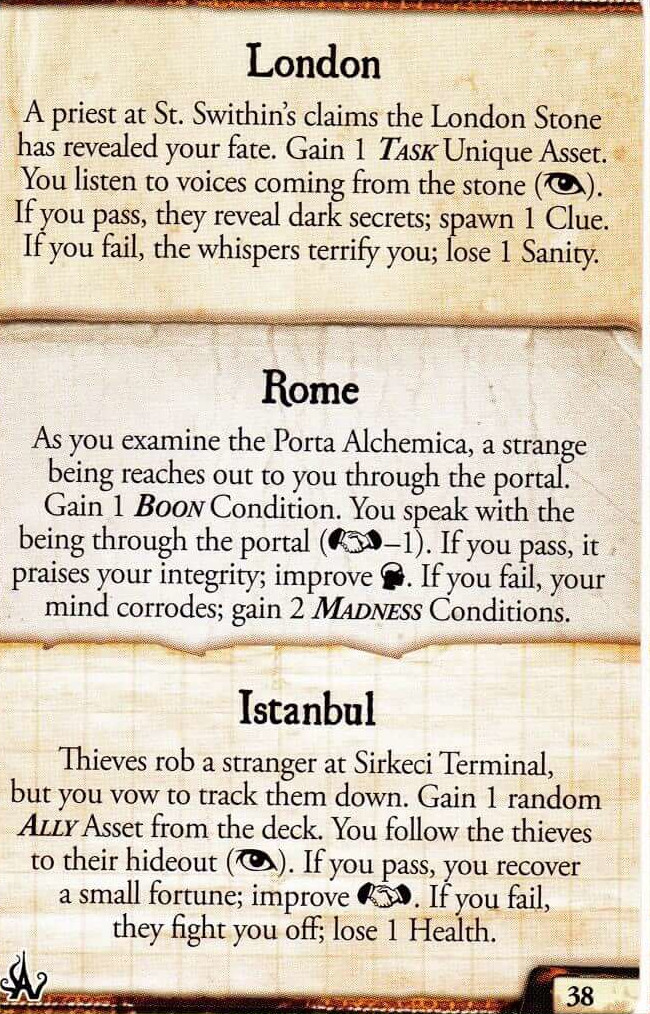 London
A priest at St. Swithin's claims the London Stone
has revealed your fate. Gain 1 TASK Unique Asset.
You listen to voices coming from the stone ( ).
If you pass, they reveal dark secrets; spawn 1 Clue.
If you fail, the whispers terrify you; lose 1 Sanity.
Rome
As you examine the Porta Alchemica, a strange
being reaches out to you through the portal.
Gain 1 BOON Condition. You speak with the
being through the portal ( –1). If you pass, it
praises your integrity; improve . If you fail, your
mind corrodes; gain 2 MADNESS Conditions.
Istanbul
Thieves rob a stranger at Sirkeci Terminal,
but you vow to track them down. Gain 1 random
ALLY Asset from the deck. You follow the thieves
to their hideout ( ). If you pass, you recover
a small fortune; improve . If you fail,
they fight you off; lose 1 Health.
38